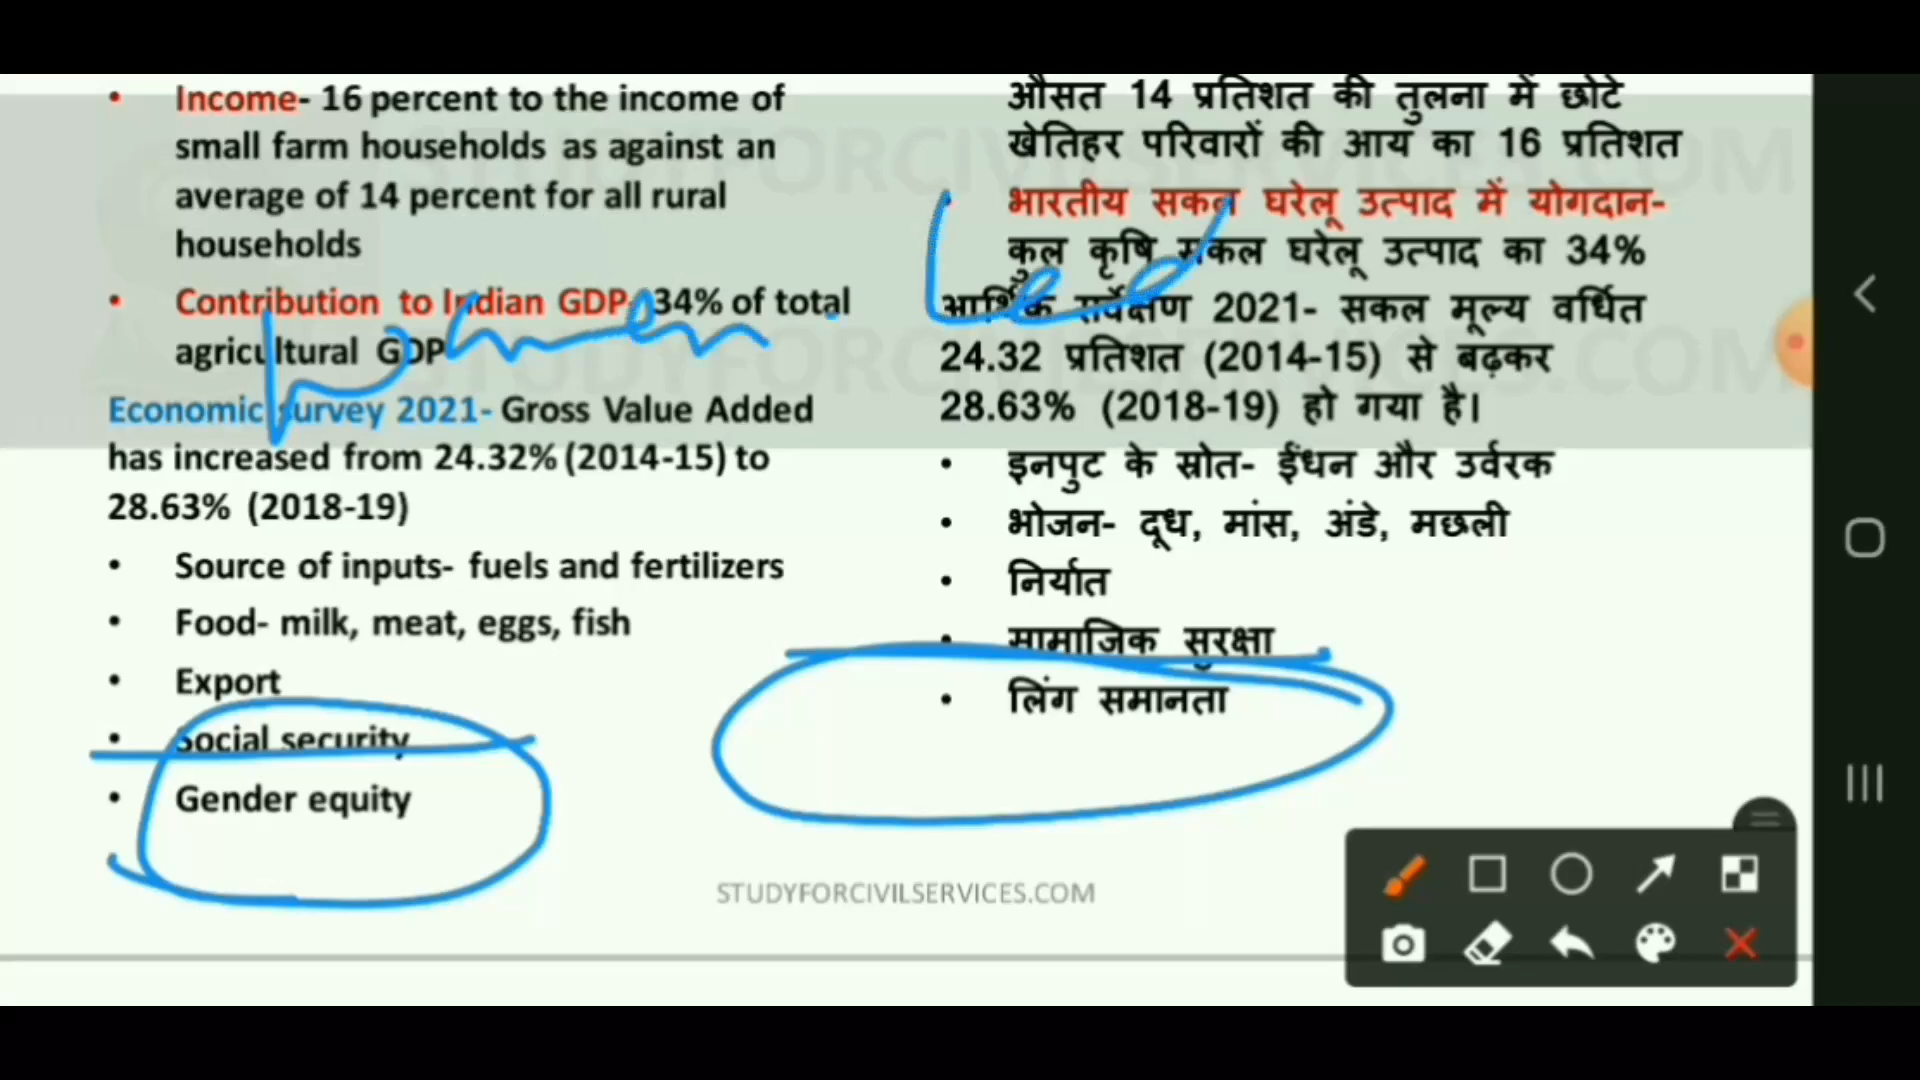 Income- 16 percent to the income of
small farm households as against an
average of 14 percent for all rural
households
Contribution to Indian GDP- 34% of total
agricultural GDP
Economic survey 2021- Gross Value Added
has increased from 24.32% (2014-15) to
28.63% (2018-19)
• Source of inputs- fuels and fertilizers
• Food- milk, meat, eggs, fish
• Export
• Social security
• Gender equity
औसत 14 प्रतिशत की तुलना में छोटे
खेतिहर परिवारों की आय का 16 प्रतिशत
भारतीय सकल घरेलू उत्पाद में योगदान-
कुल कृषि सकल घरेलू उत्पाद का 34%
आर्थिक सर्वेक्षण 2021- सकल मूल्य वर्धित
24.32 प्रतिशत (2014-15) से बढ़कर
28.63% (2018-19) हो गया है।
• इनपुट के स्रोत- ईंधन और उर्वरक
• भोजन- दूध, मांस, अंडे, मछली
• निर्यात
• सामाजिक सुरक्षा
• लिंग समानता
women
Led
STUDYFORCIVILSERVICES.COM